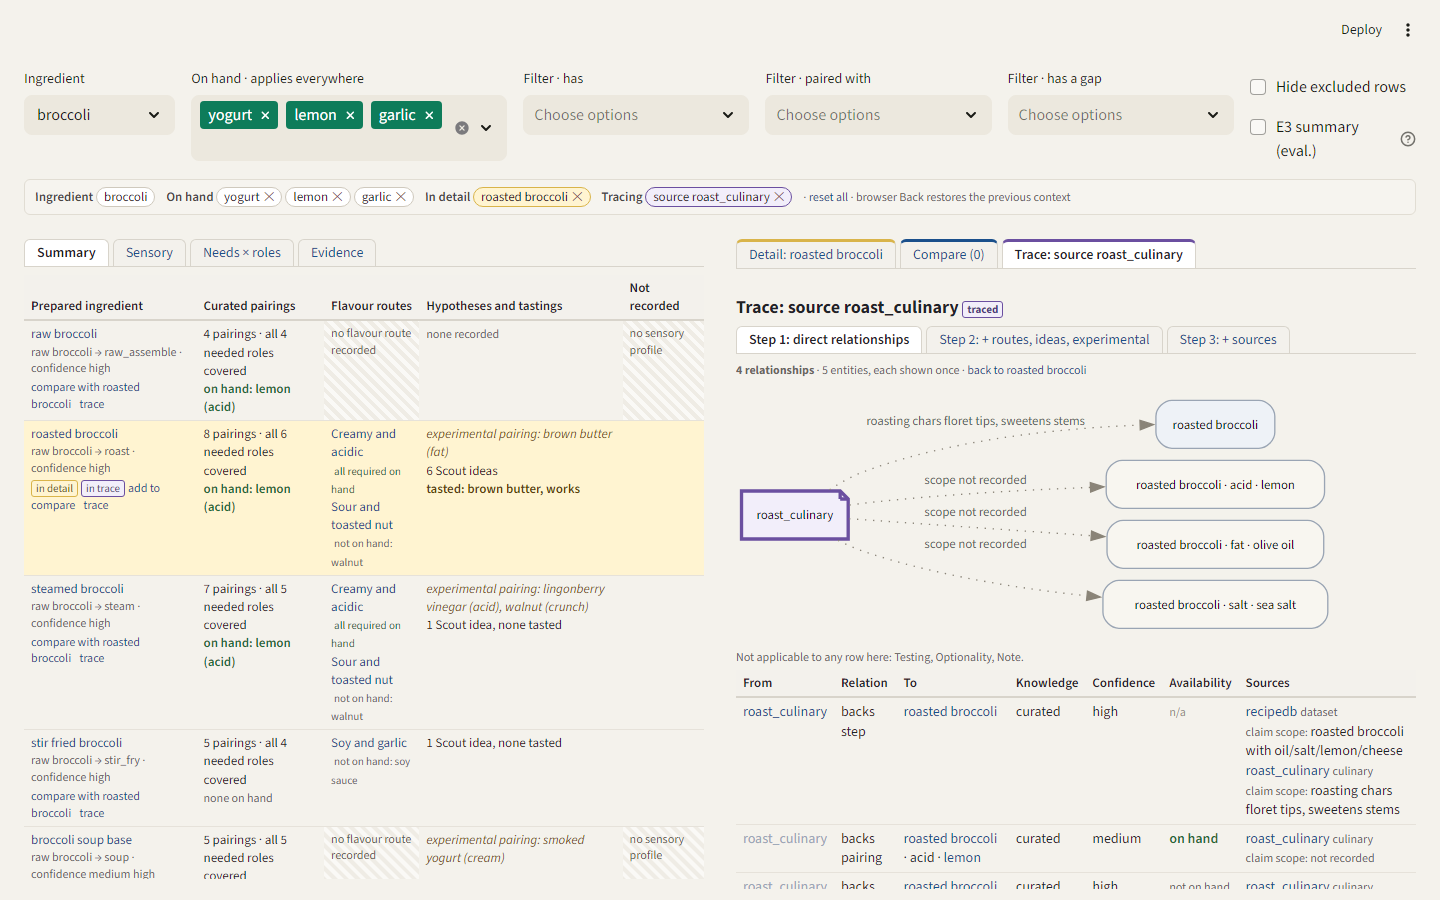 Deploy
Ingredient
On hand · applies everywhere
Filter · has
Filter · paired with
Filter · has a gap
broccoli
yogurt ×
lemon ×
garlic ×
Choose options
Choose options
Choose options
Hide excluded rows
E3 summary
(eval.)
Ingredient broccoli On hand yogurt × lemon × garlic × In detail roasted broccoli × Tracing source roast_culinary × · reset all · browser Back restores the previous context
Summary
Sensory
Needs × roles
Evidence
Prepared ingredient
Curated pairings
Flavour routes
Hypotheses and tastings
Not
recorded
raw broccoli
raw broccoli → raw_assemble ·
confidence high
compare with roasted
broccoli trace
4 pairings · all 4
needed roles
covered
on hand: lemon
(acid)
no flavour route
recorded
none recorded
no sensory
profile
roasted broccoli
raw broccoli → roast ·
confidence high
in detail in trace add to
compare trace
8 pairings · all 6
needed roles
covered
on hand: lemon
(acid)
Creamy and
acidic
all required on
hand
Sour and
toasted nut
not on hand:
walnut
experimental pairing: brown butter
(fat)
6 Scout ideas
tasted: brown butter, works
steamed broccoli
raw broccoli → steam ·
confidence high
compare with roasted
broccoli trace
7 pairings · all 5
needed roles
covered
on hand: lemon
(acid)
Creamy and
acidic
all required on
hand
Sour and
toasted nut
not on hand:
walnut
experimental pairing: lingonberry
vinegar (acid), walnut (crunch)
1 Scout idea, none tasted
stir fried broccoli
raw broccoli → stir_fry ·
confidence high
compare with roasted
broccoli trace
5 pairings · all 4
needed roles
covered
none on hand
Soy and garlic
not on hand: soy
sauce
1 Scout idea, none tasted
broccoli soup base
raw broccoli → soup ·
confidence medium high
5 pairings · all 5
needed roles
covered
no flavour route
recorded
experimental pairing: smoked
yogurt (cream)
no sensory
profile
Detail: roasted broccoli
Compare (0)
Trace: source roast_culinary
Trace: source roast_culinary traced
Step 1: direct relationships
Step 2: + routes, ideas, experimental
Step 3: + sources
4 relationships · 5 entities, each shown once · back to roasted broccoli
roasting chars floret tips, sweetens stems
roasted broccoli
scope not recorded
roasted broccoli · acid · lemon
roast_culinary
scope not recorded
roasted broccoli · fat · olive oil
scope not recorded
roasted broccoli · salt · sea salt
Not applicable to any row here: Testing, Optionality, Note.
From
Relation
To
Knowledge
Confidence
Availability
Sources
roast_culinary
backs
step
roasted broccoli
curated
high
n/a
recipedb dataset
claim scope: roasted broccoli
with oil/salt/lemon/cheese
roast_culinary culinary
claim scope: roasting chars
floret tips, sweetens stems
roast_culinary
backs
pairing
roasted broccoli
· acid · lemon
curated
medium
on hand
roast_culinary culinary
claim scope: not recorded
roast_culinary
backs
roasted broccoli
curated
high
not on hand
roast_culinary culinary